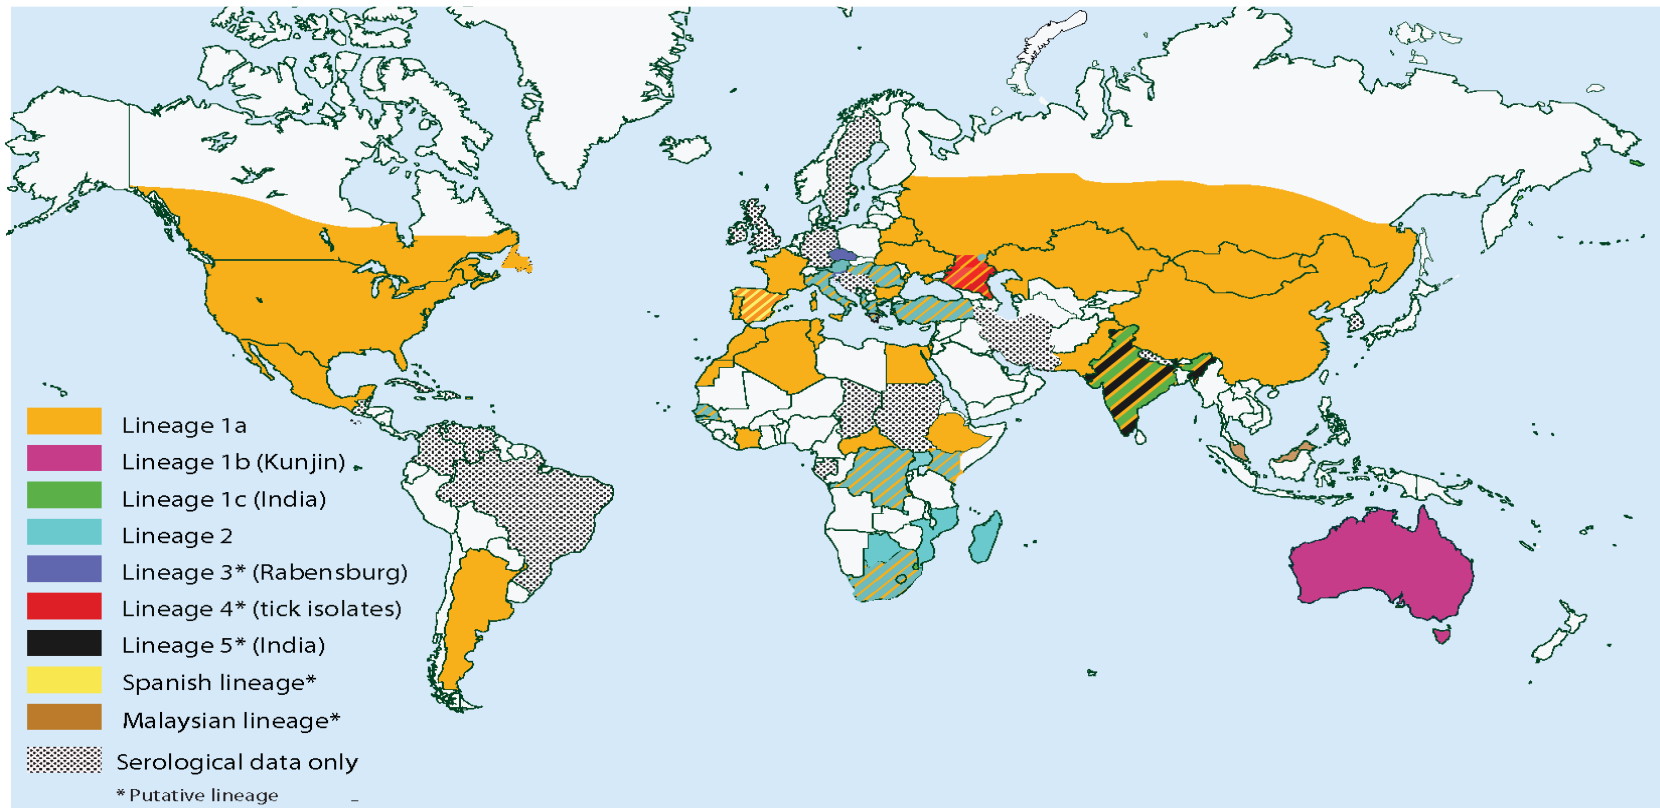 Lineage 1a
Lineage 1b (Kunjin)
Lineage 1c (India)
Lineage 2
Lineage 3* (Rabensburg)
Lineage 4* (tick isolates)
Lineage 5* (India)
Spanish lineage*
Malaysian lineage*
Serological data only
* Putative lineage